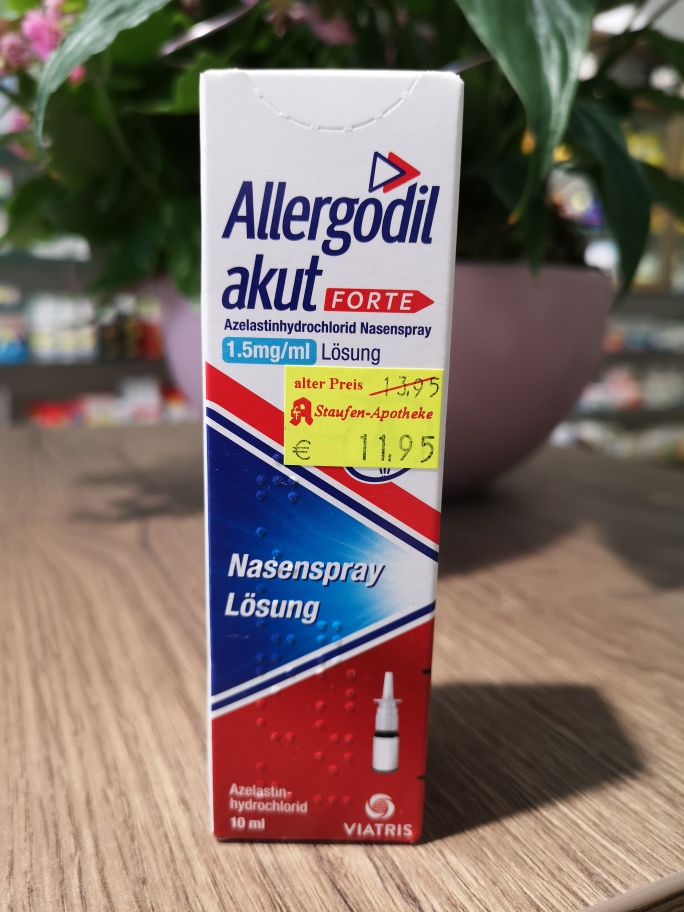 Allergodil
akut FORTE
Azelastinhydrochlorid Nasenspray
1.5mg/ml Lösung
alter Preis 13,95
Staufen-Apotheke
€ 11,95
Nasenspray
Lösung
Azelastin-
hydrochlorid
10 ml
VIATRIS